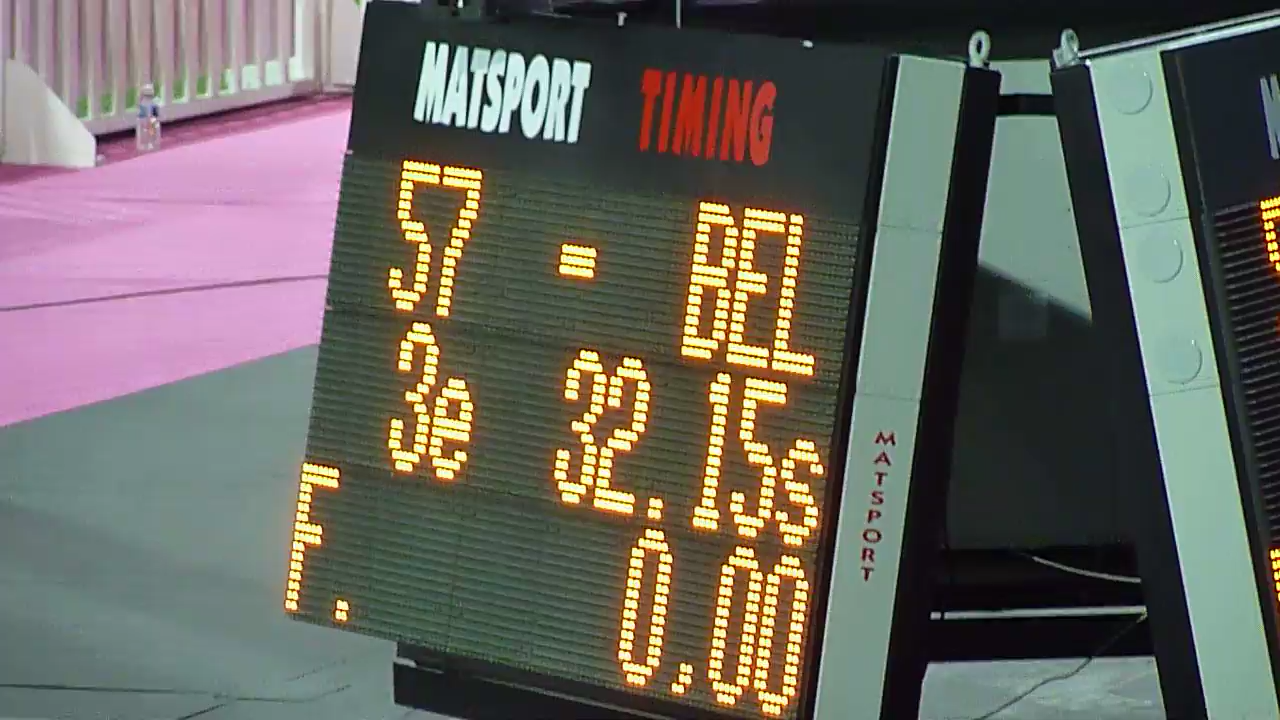 MATSPORT TIMING
57 = BEL
3e 32,15s
F. 0,00
MATSPORT